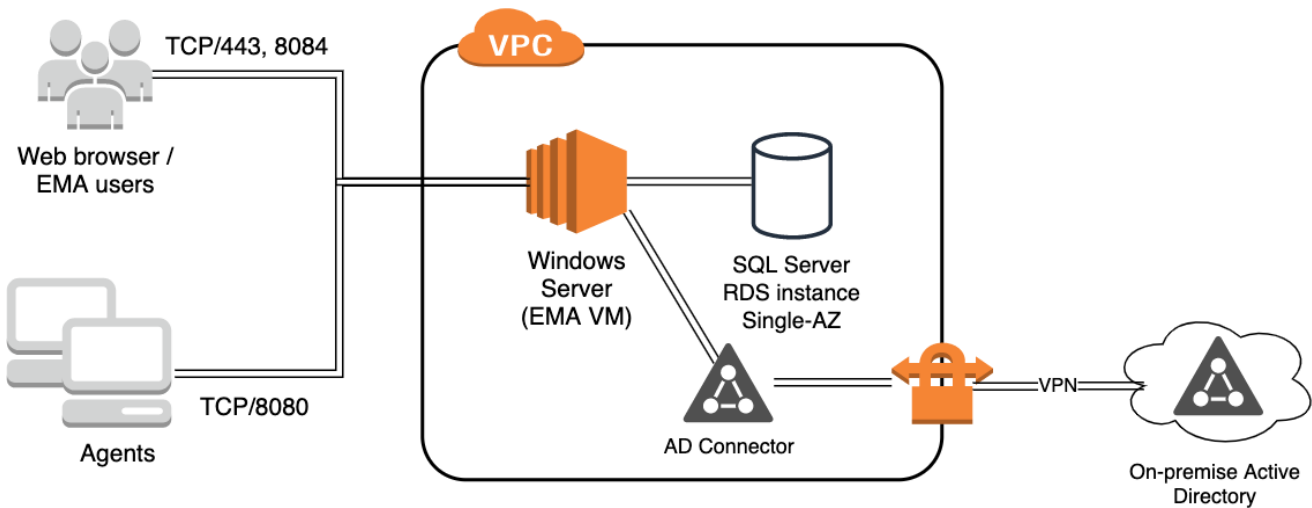 TCP/443, 8084
VPC
Web browser /
EMA users
Windows
Server
(EMA VM)
SQL Server
RDS instance
Single-AZ
TCP/8080
Agents
AD Connector
VPN
On-premise Active
Directory